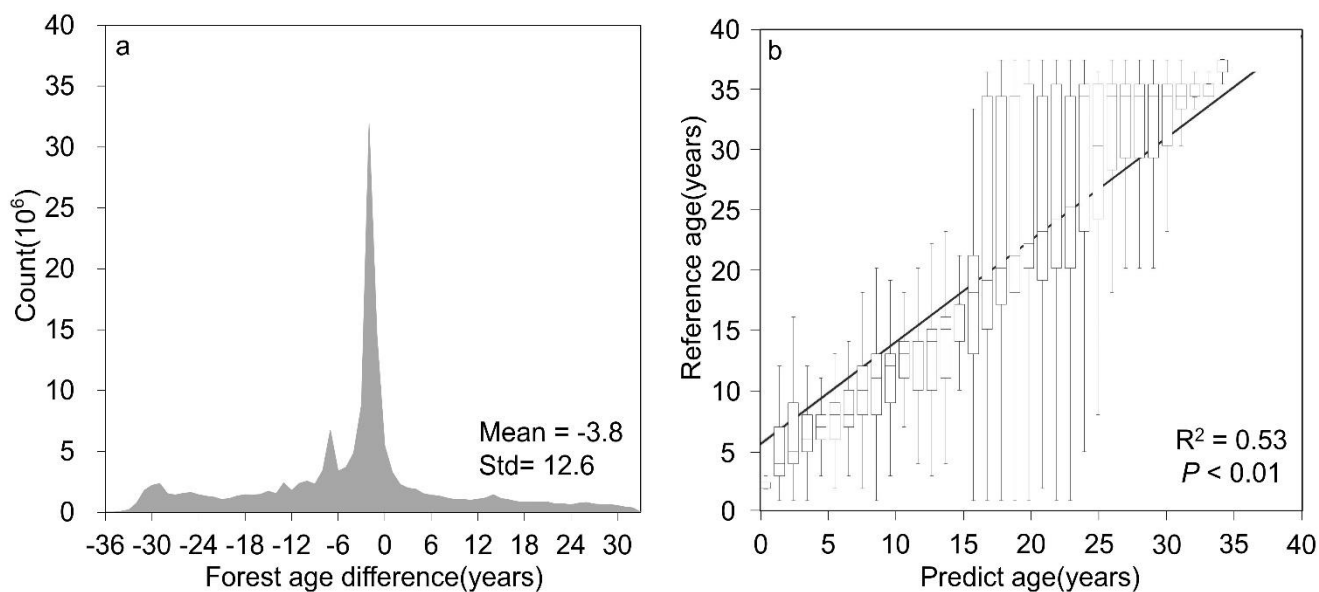 a
40
35
30
25
20
15
10
5
0
Count(10⁶)
Mean = -3.8
Std= 12.6
-36 -30 -24 -18 -12 -6 0 6 12 18 24 30
Forest age difference(years)
b
40
35
30
25
20
15
10
5
0
Reference age(years)
R² = 0.53
P < 0.01
0 5 10 15 20 25 30 35 40
Predict age(years)